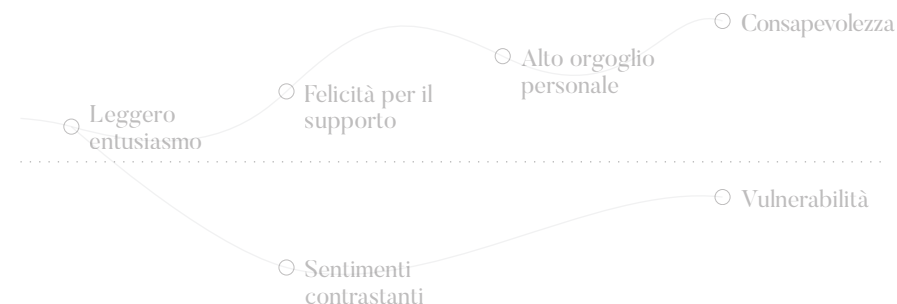 Consapevolezza
Alto orgoglio
personale
Felicità per il
supporto
Leggero
entusiasmo
Vulnerabilità
Sentimenti
contrastanti